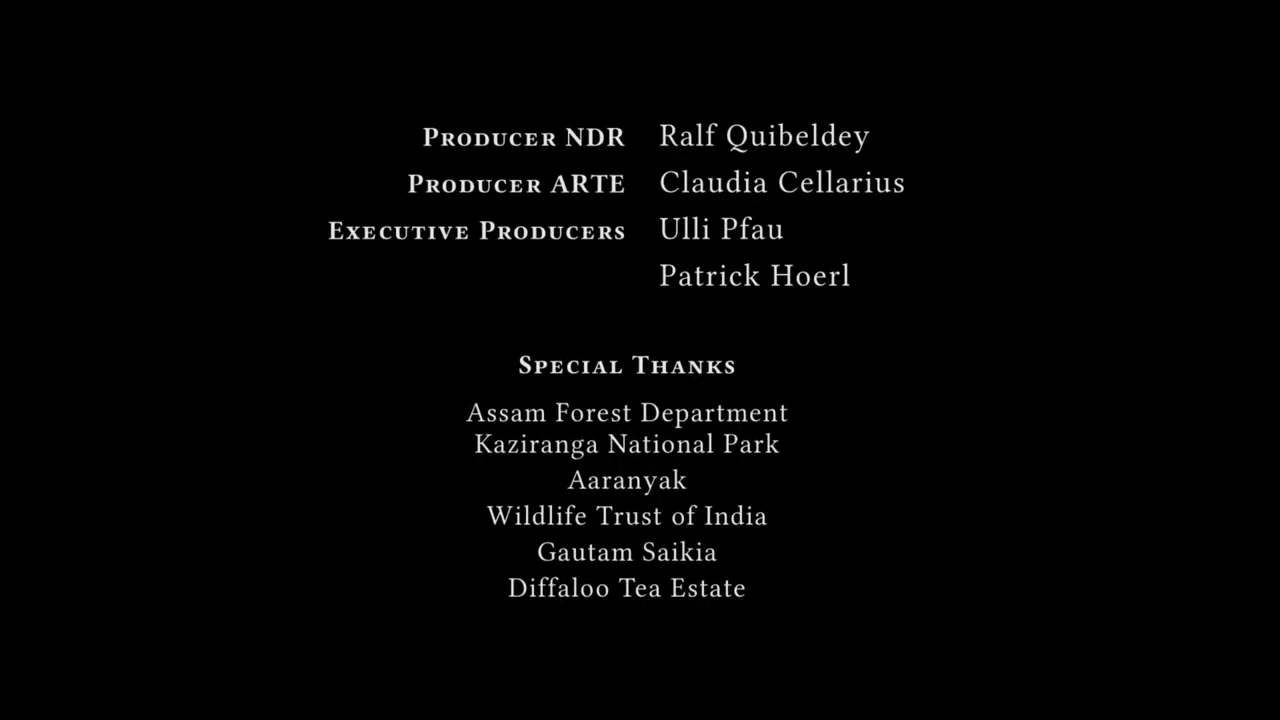 Producer NDR Ralf Quibeldey
Producer ARTE Claudia Cellarius
Executive Producers Ulli Pfau
Patrick Hoerl
Special Thanks
Assam Forest Department
Kaziranga National Park
Aaranyak
Wildlife Trust of India
Gautam Saikia
Diffaloo Tea Estate